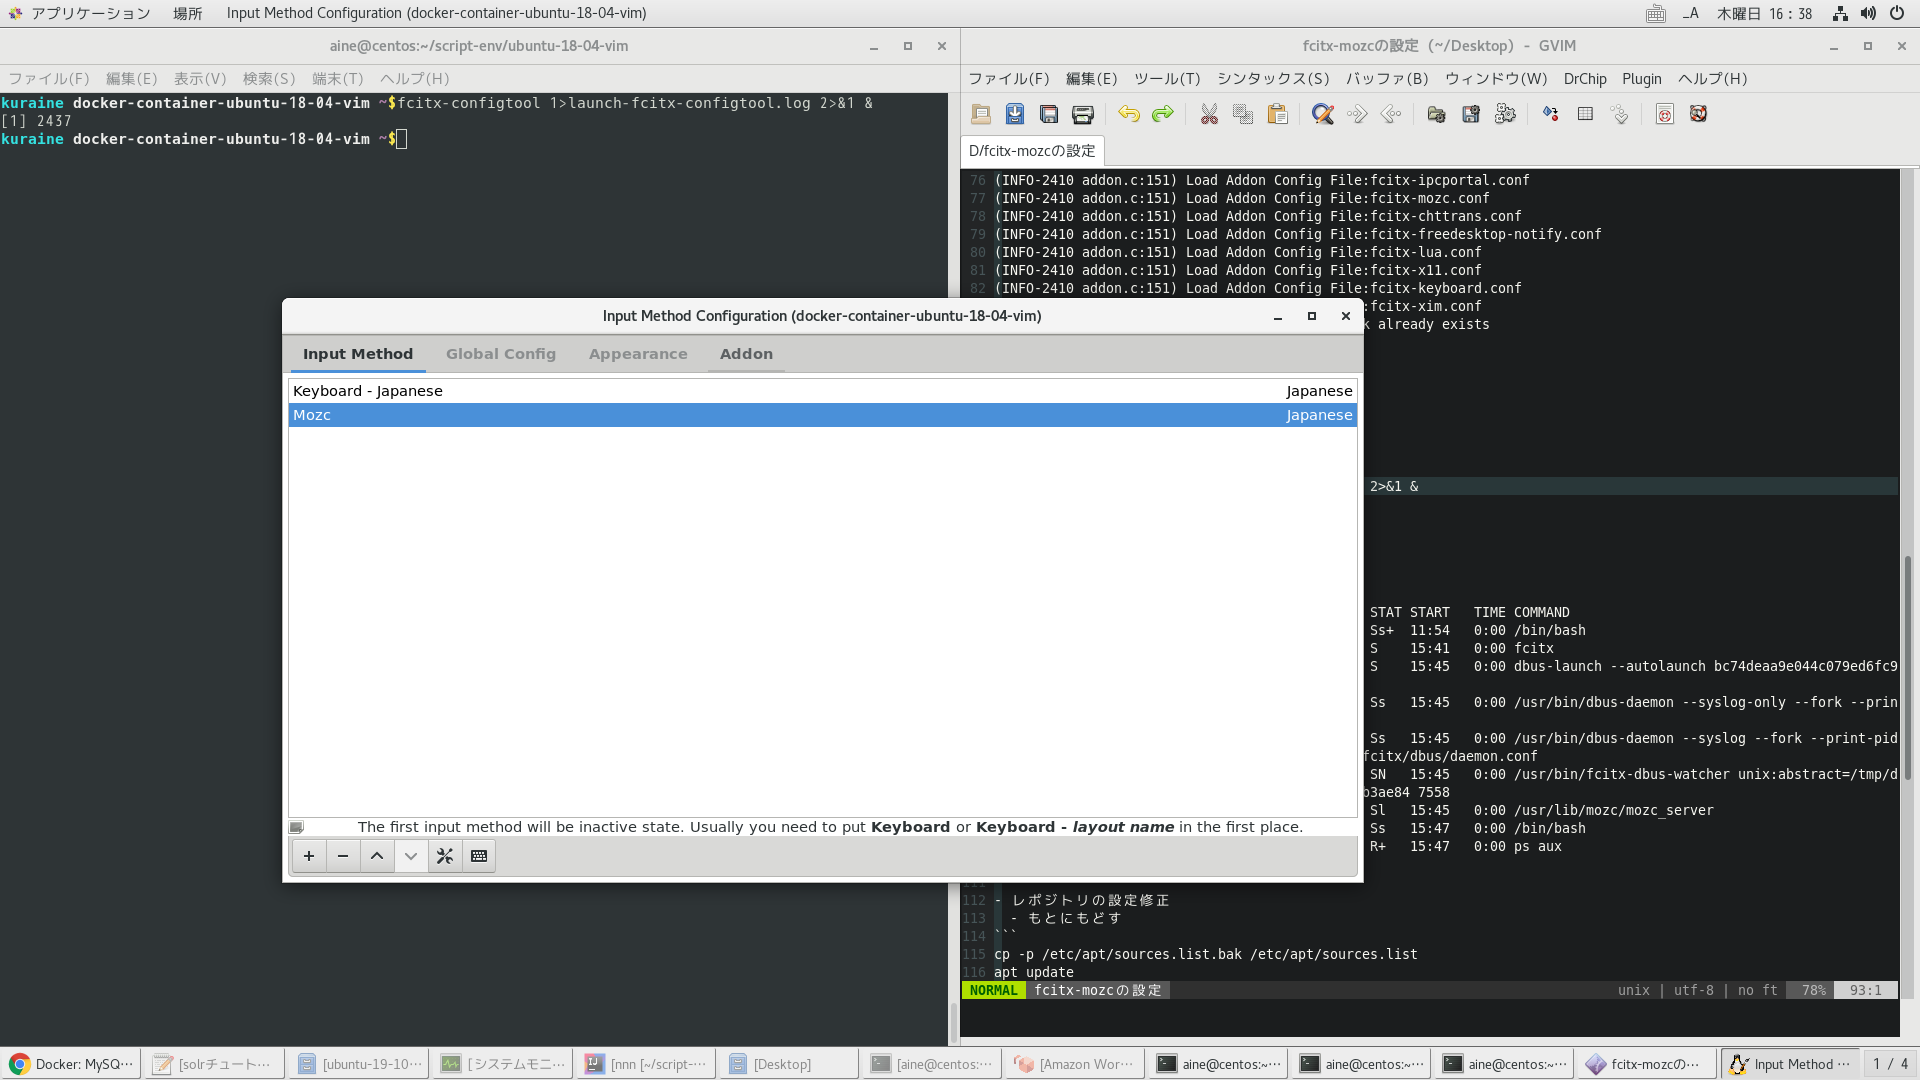 アプリケーション 場所 Input Method Configuration (docker-container-ubuntu-18-04-vim) _A 木曜日 16：38
aine@centos:~/script-env/ubuntu-18-04-vim
ファイル(F) 編集(E) 表示(V) 検索(S) 端末(T) ヘルプ(H)
kuraine docker-container-ubuntu-18-04-vim ~$fcitx-configtool 1>launch-fcitx-configtool.log 2>&1 &
[1] 2437
kuraine docker-container-ubuntu-18-04-vim ~$
fcitx-mozcの設定 (~/Desktop) - GVIM
ファイル(F) 編集(E) ツール(T) シンタックス(S) バッファ(B) ウィンドウ(W) DrChip Plugin ヘルプ(H)
D/fcitx-mozcの設定
76 (INFO-2410 addon.c:151) Load Addon Config File:fcitx-ipcportal.conf
77 (INFO-2410 addon.c:151) Load Addon Config File:fcitx-mozc.conf
78 (INFO-2410 addon.c:151) Load Addon Config File:fcitx-chttrans.conf
79 (INFO-2410 addon.c:151) Load Addon Config File:fcitx-freedesktop-notify.conf
80 (INFO-2410 addon.c:151) Load Addon Config File:fcitx-lua.conf
81 (INFO-2410 addon.c:151) Load Addon Config File:fcitx-x11.conf
82 (INFO-2410 addon.c:151) Load Addon Config File:fcitx-keyboard.conf
:fcitx-xim.conf
already exists
2>&1 &
STAT START TIME COMMAND
Ss+ 11:54 0:00 /bin/bash
S 15:41 0:00 fcitx
S 15:45 0:00 dbus-launch --autolaunch bc74deaa9e044c079ed6fc9
Ss 15:45 0:00 /usr/bin/dbus-daemon --syslog-only --fork --prin
Ss 15:45 0:00 /usr/bin/dbus-daemon --syslog --fork --print-pid
fcitx/dbus/daemon.conf
SN 15:45 0:00 /usr/bin/fcitx-dbus-watcher unix:abstract=/tmp/d
b3ae84 7558
Sl 15:45 0:00 /usr/lib/mozc/mozc_server
Ss 15:47 0:00 /bin/bash
R+ 15:47 0:00 ps aux
112 - レポジトリの設定修正
113 - もとにもどす
114 ```
115 cp -p /etc/apt/sources.list.bak /etc/apt/sources.list
116 apt update
NORMAL fcitx-mozcの設定 unix | utf-8 | no ft 78% 93:1
Input Method Configuration (docker-container-ubuntu-18-04-vim)
Input Method Global Config Appearance Addon
Keyboard - Japanese Japanese
Mozc Japanese
The first input method will be inactive state. Usually you need to put Keyboard or Keyboard - layout name in the first place.
Docker: MySQ… [solrチュート… [ubuntu-19-10… [システムモニ… [nnn [~/script-… [Desktop] [aine@centos:… [Amazon Wor… aine@centos:~… aine@centos:~… aine@centos:~… fcitx-mozcの… Input Method … 1 / 4